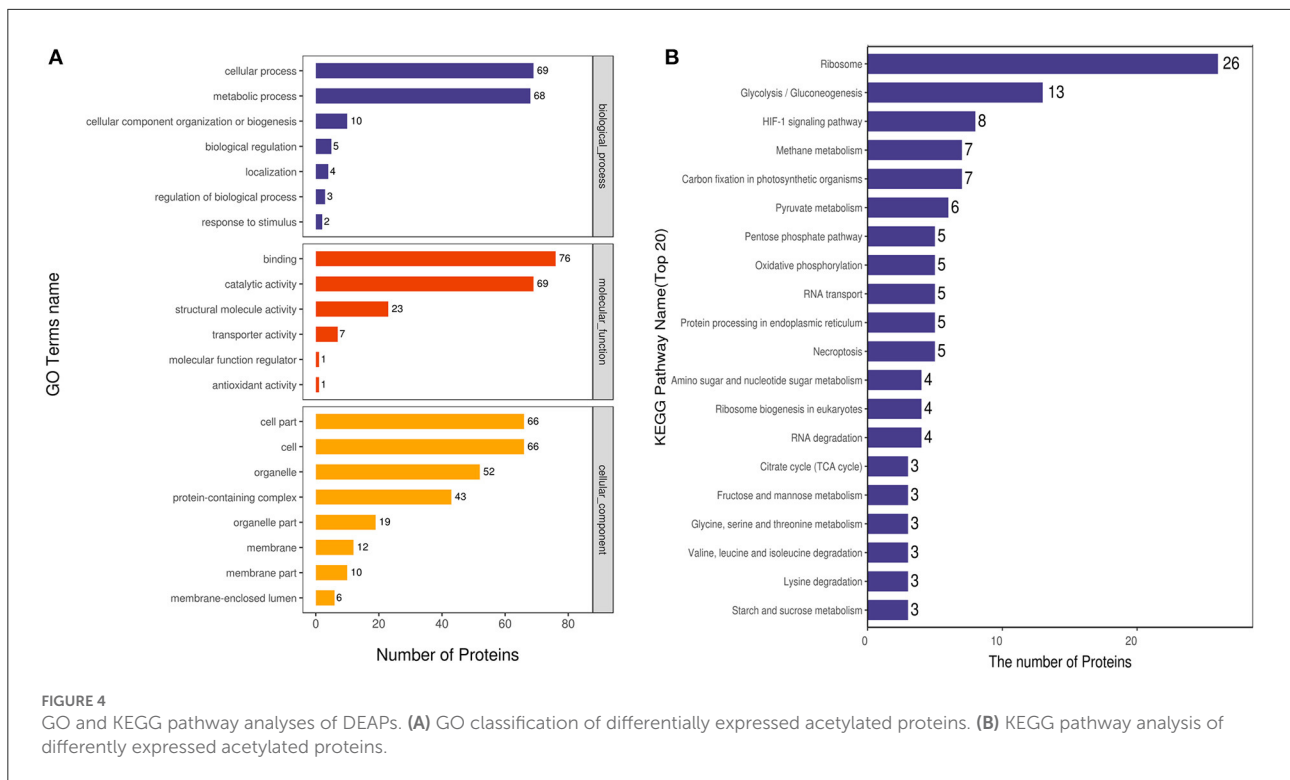 A
GO Terms name
cellular process 69
metabolic process 68
cellular component organization or biogenesis 10
biological regulation 5
localization 4
regulation of biological process 3
response to stimulus 2
biological_process
binding 76
catalytic activity 69
structural molecule activity 23
transporter activity 7
molecular function regulator 1
antioxidant activity 1
molecular_function
cell part 66
cell 66
organelle 52
protein-containing complex 43
organelle part 19
membrane 12
membrane part 10
membrane-enclosed lumen 6
cellular_component
0 20 40 60 80
Number of Proteins
B
KEGG Pathway Name(Top 20)
Ribosome 26
Glycolysis / Gluconeogenesis 13
HIF-1 signaling pathway 8
Methane metabolism 7
Carbon fixation in photosynthetic organisms 7
Pyruvate metabolism 6
Pentose phosphate pathway 5
Oxidative phosphorylation 5
RNA transport 5
Protein processing in endoplasmic reticulum 5
Necroptosis 5
Amino sugar and nucleotide sugar metabolism 4
Ribosome biogenesis in eukaryotes 4
RNA degradation 4
Citrate cycle (TCA cycle) 3
Fructose and mannose metabolism 3
Glycine, serine and threonine metabolism 3
Valine, leucine and isoleucine degradation 3
Lysine degradation 3
Starch and sucrose metabolism 3
0 10 20
The number of Proteins
FIGURE 4
GO and KEGG pathway analyses of DEAPs. (A) GO classification of differentially expressed acetylated proteins. (B) KEGG pathway analysis of
differently expressed acetylated proteins.